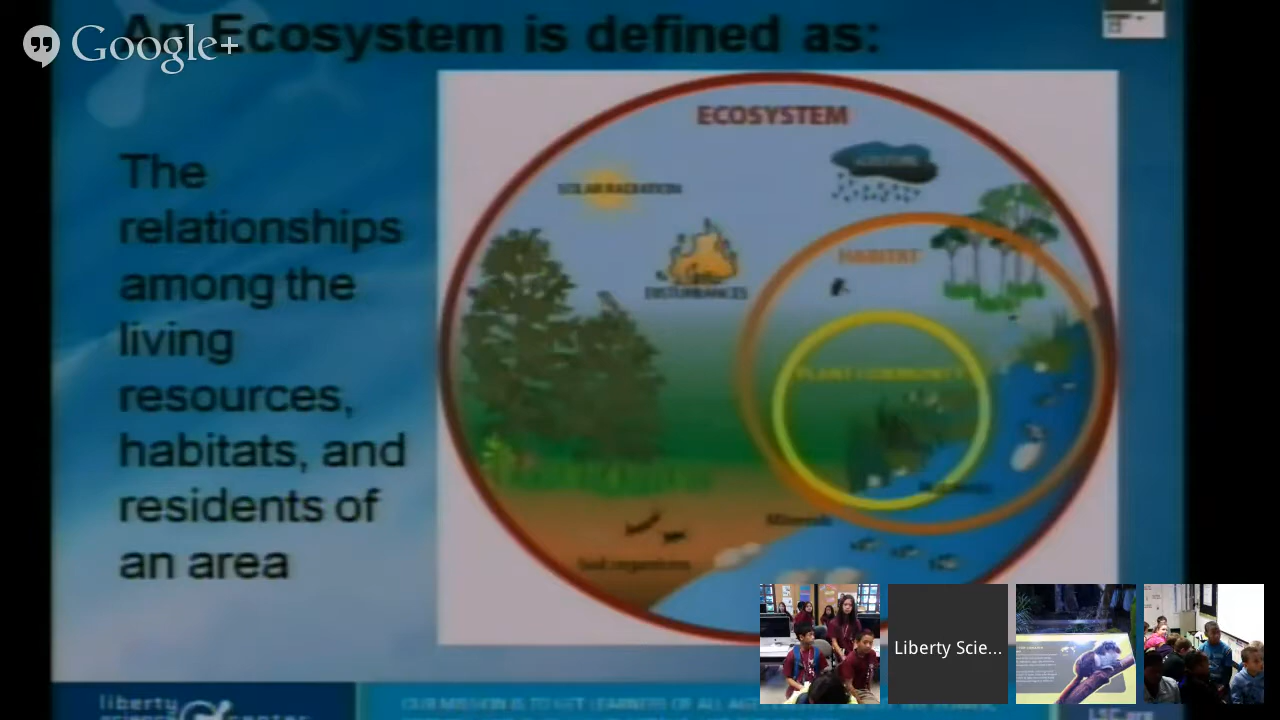 An Ecosystem is defined as:
Google+
ECOSYSTEM
SOLAR RADIATION
The
relationships
among the
living
resources,
habitats, and
residents of
an area
HABITAT
DISTURBANCES
PLANT COMMUNITY
Minerals
Soil organisms
Liberty Scie...
liberty
science center
OUR MISSION IS TO GET LEARNERS OF ALL AGES